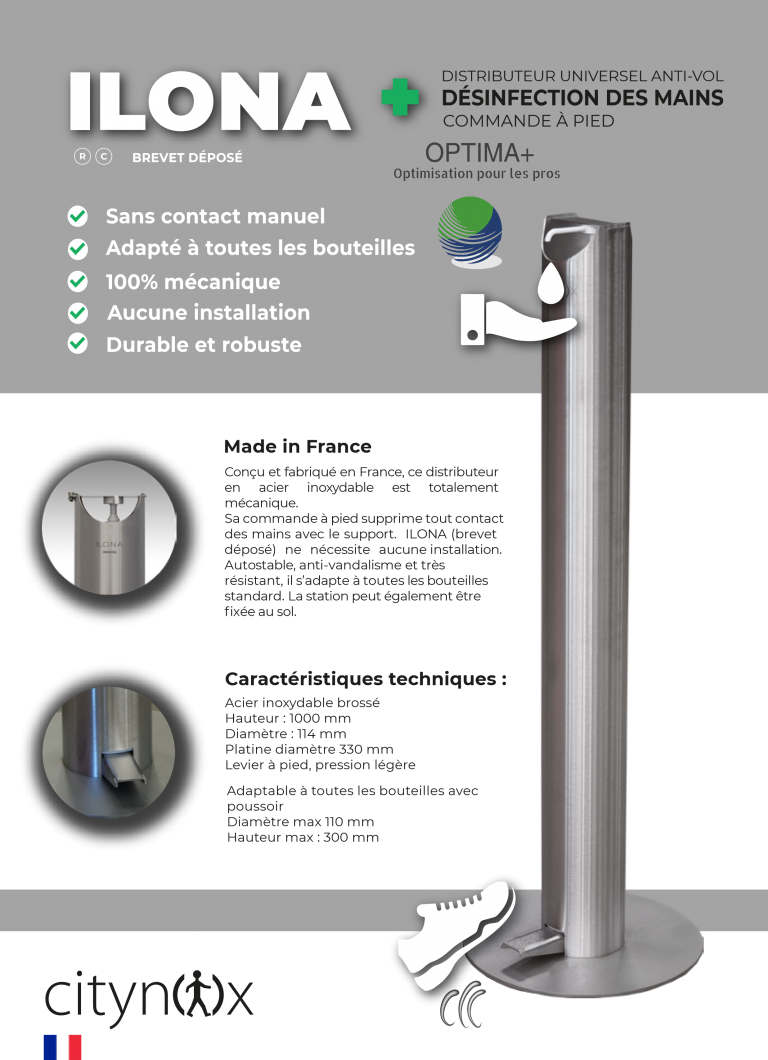 ILONA
DISTRIBUTEUR UNIVERSEL ANTI-VOL
DÉSINFECTION DES MAINS
COMMANDE À PIED
R C BREVET DÉPOSÉ
OPTIMA+
Optimisation pour les pros
Sans contact manuel
Adapté à toutes les bouteilles
100% mécanique
Aucune installation
Durable et robuste
Made in France
Conçu et fabriqué en France, ce distributeur
en acier inoxydable est totalement
mécanique.
Sa commande à pied supprime tout contact
des mains avec le support. ILONA (brevet
déposé) ne nécessite aucune installation.
Autostable, anti-vandalisme et très
résistant, il s'adapte à toutes les bouteilles
standard. La station peut également être
fixée au sol.
ILONA
Caractéristiques techniques :
Acier inoxydable brossé
Hauteur : 1000 mm
Diamètre : 114 mm
Platine diamètre 330 mm
Levier à pied, pression légère
Adaptable à toutes les bouteilles avec
poussoir
Diamètre max 110 mm
Hauteur max : 300 mm
citynox